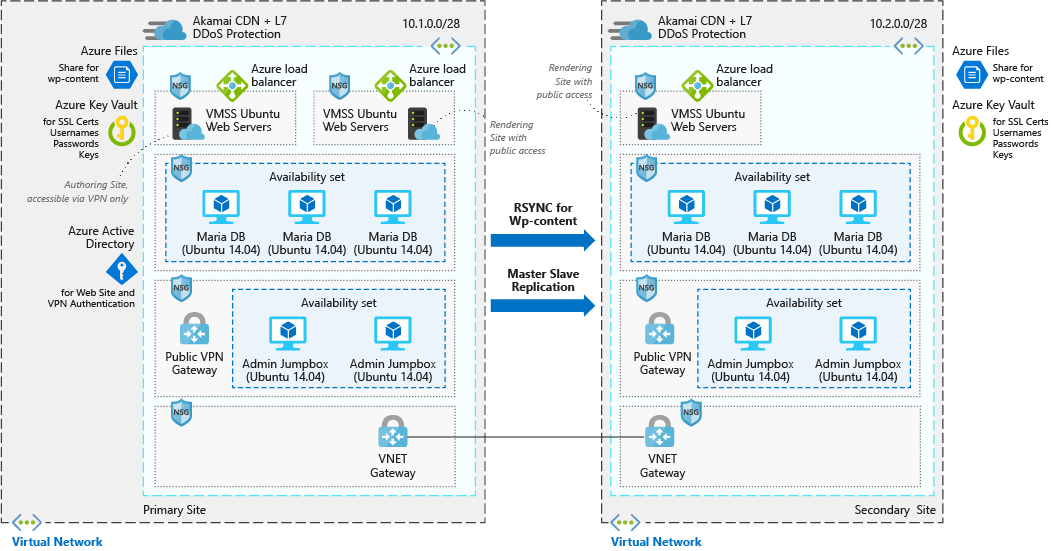 Akamai CDN + L7
DDoS Protection
10.1.0.0/28
Azure Files
Share for
wp-content
Azure Key Vault
for SSL Certs
Usernames
Passwords
Keys
Authoring Site,
accessible via VPN only
Azure Active
Directory
for Web Site and
VPN Authentication
NSG
Azure load
balancer
VMSS Ubuntu
Web Servers
NSG
Azure load
balancer
VMSS Ubuntu
Web Servers
Rendering
Site with
public access
NSG
Availability set
Maria DB
(Ubuntu 14.04)
Maria DB
(Ubuntu 14.04)
Maria DB
(Ubuntu 14.04)
NSG
Public VPN
Gateway
Availability set
Admin Jumpbox
(Ubuntu 14.04)
Admin Jumpbox
(Ubuntu 14.04)
NSG
VNET
Gateway
Primary Site
Virtual Network
RSYNC for
Wp-content
Master Slave
Replication
Akamai CDN + L7
DDoS Protection
10.2.0.0/28
Rendering
Site with
public access
NSG
Azure load
balancer
VMSS Ubuntu
Web Servers
NSG
Availability set
Maria DB
(Ubuntu 14.04)
Maria DB
(Ubuntu 14.04)
Maria DB
(Ubuntu 14.04)
NSG
Public VPN
Gateway
Availability set
Admin Jumpbox
(Ubuntu 14.04)
Admin Jumpbox
(Ubuntu 14.04)
NSG
VNET
Gateway
Secondary Site
Virtual Network
Azure Files
Share for
wp-content
Azure Key Vault
for SSL Certs
Usernames
Passwords
Keys